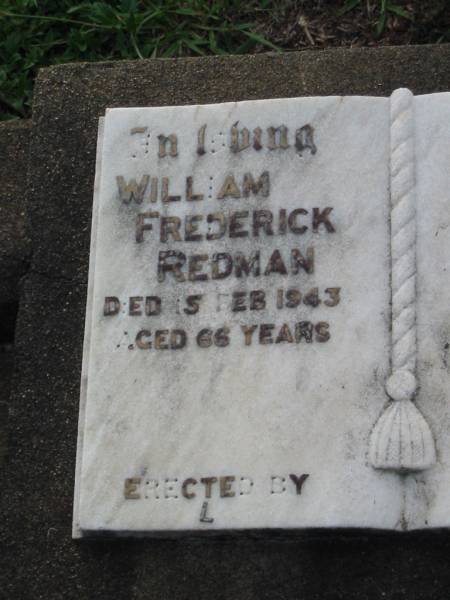 In loving
WILLIAM
FREDERICK
REDMAN
DIED 15 FEB 1943
AGED 66 YEARS
ERECTED BY
L